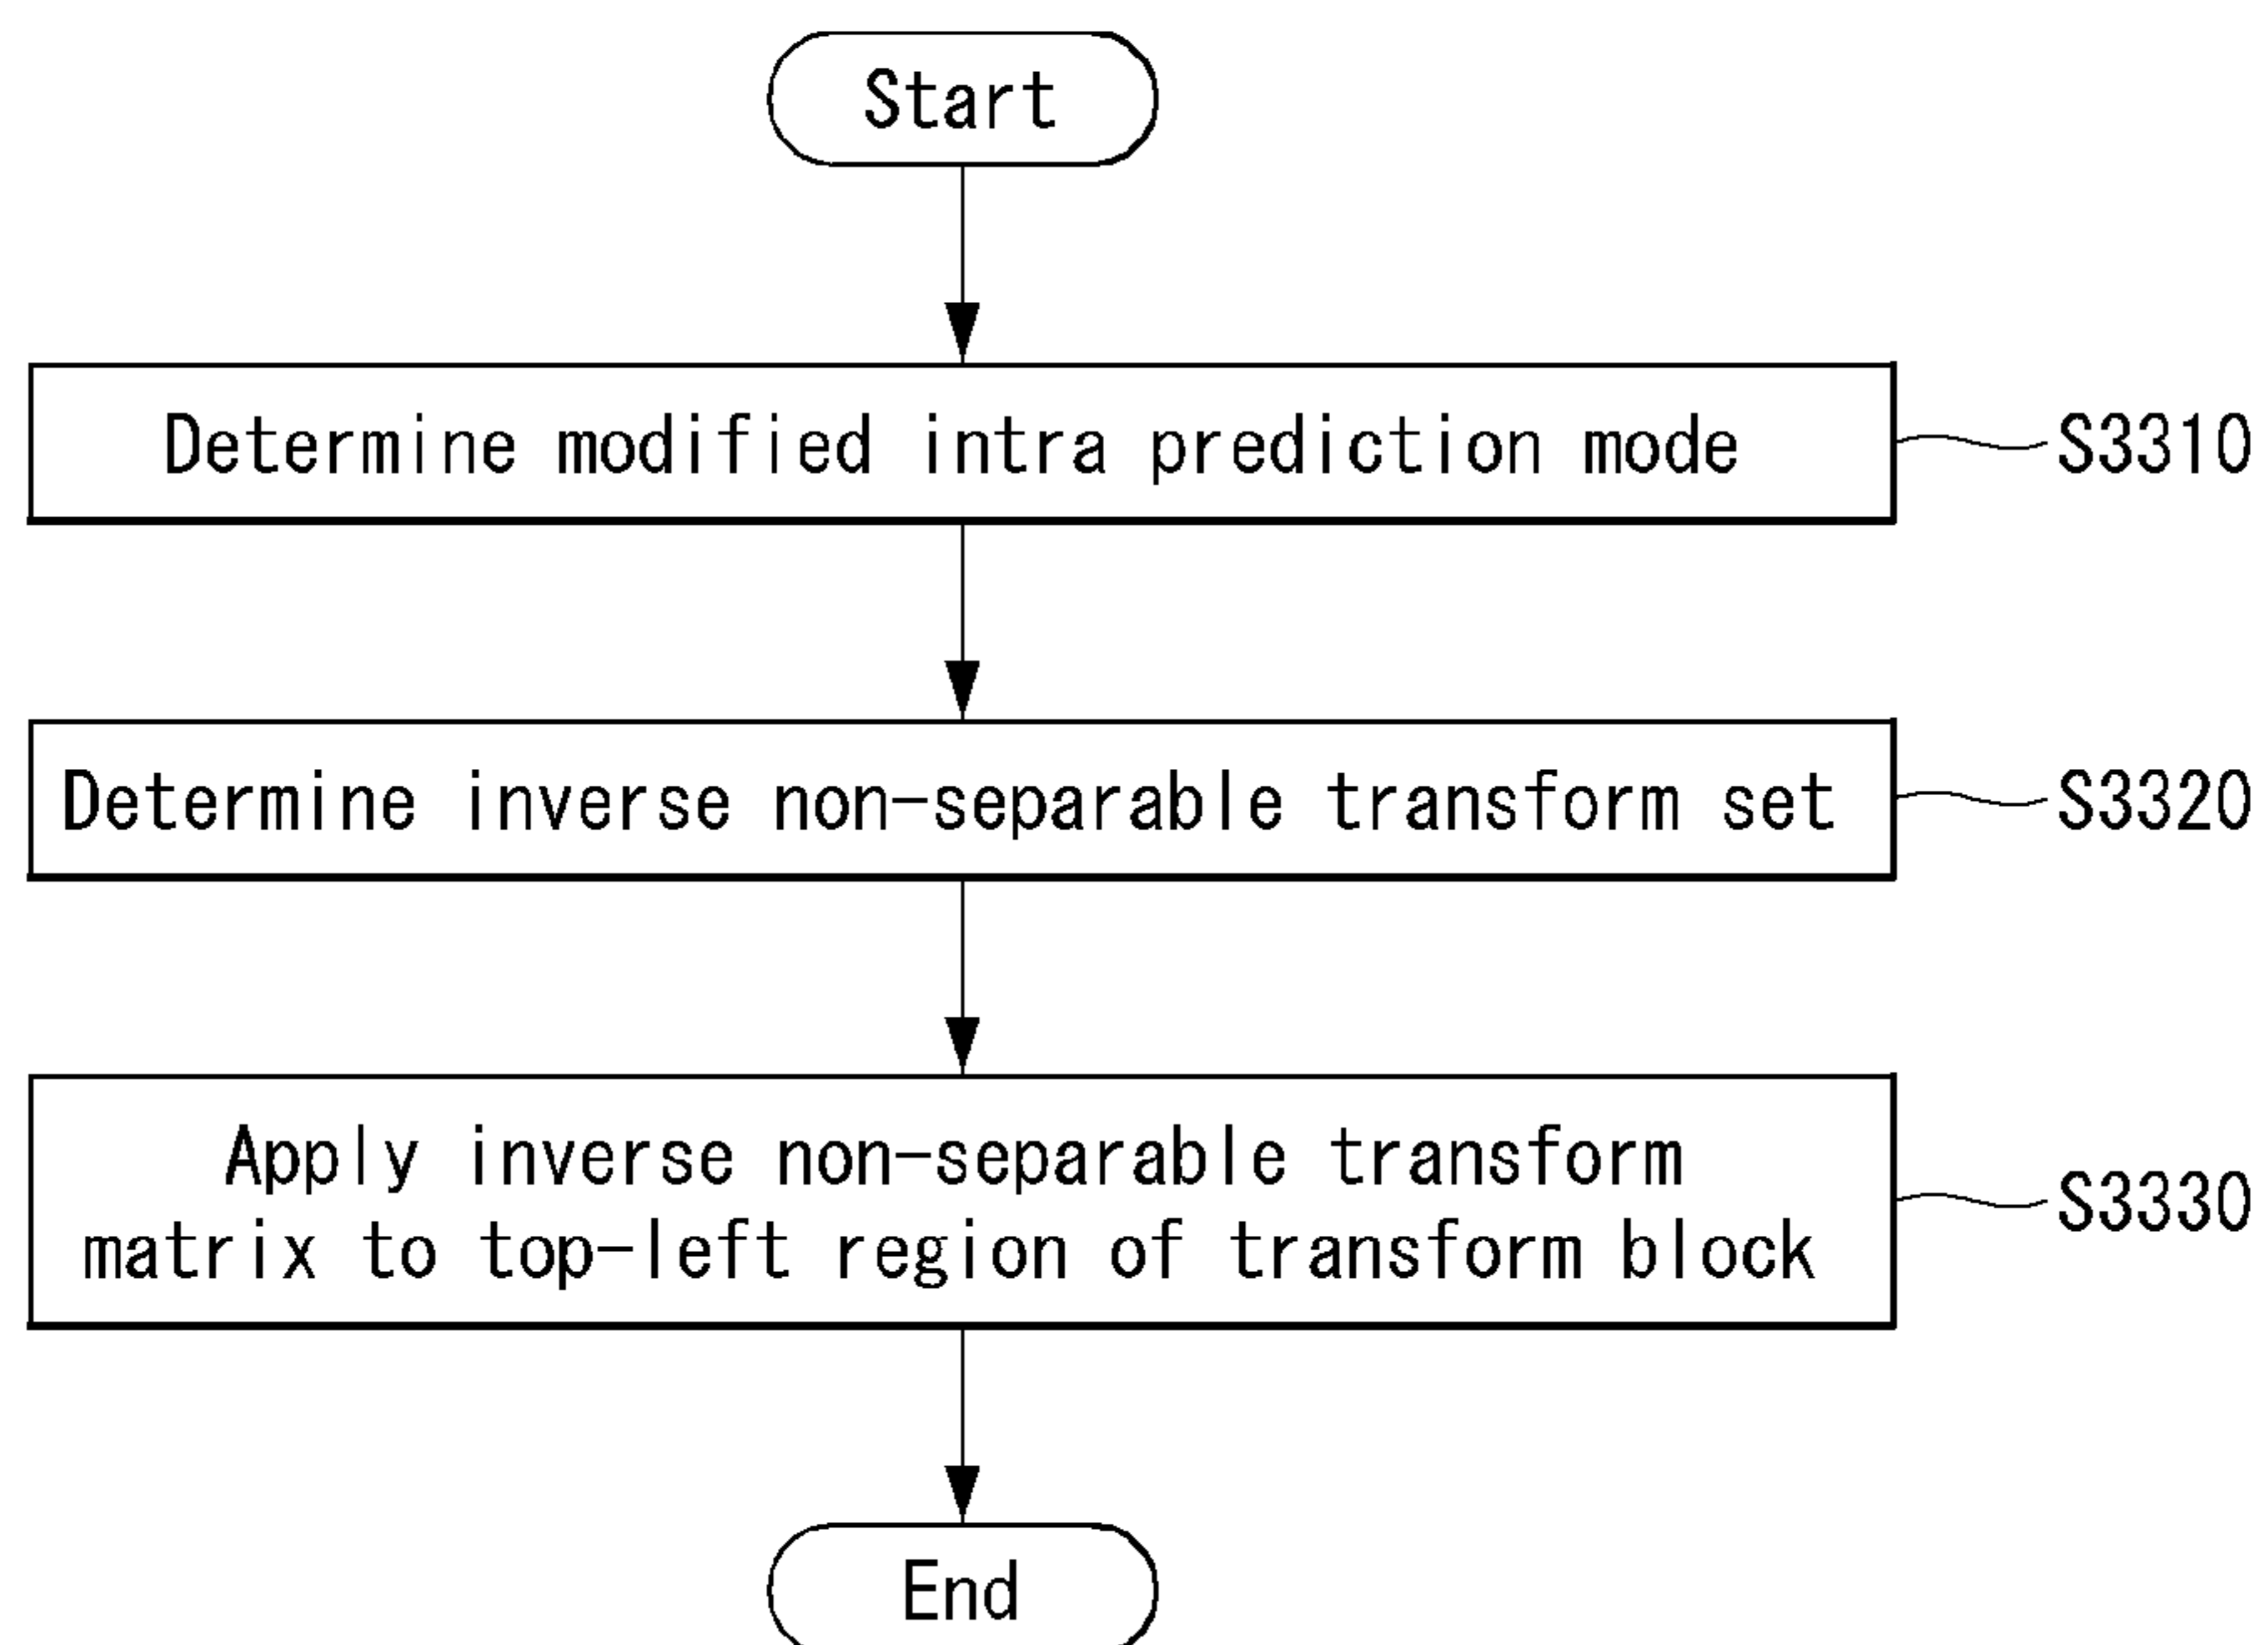 Start
Determine modified intra prediction mode
S3310
Determine inverse non-separable transform set
S3320
Apply inverse non-separable transform
matrix to top-left region of transform block
S3330
End